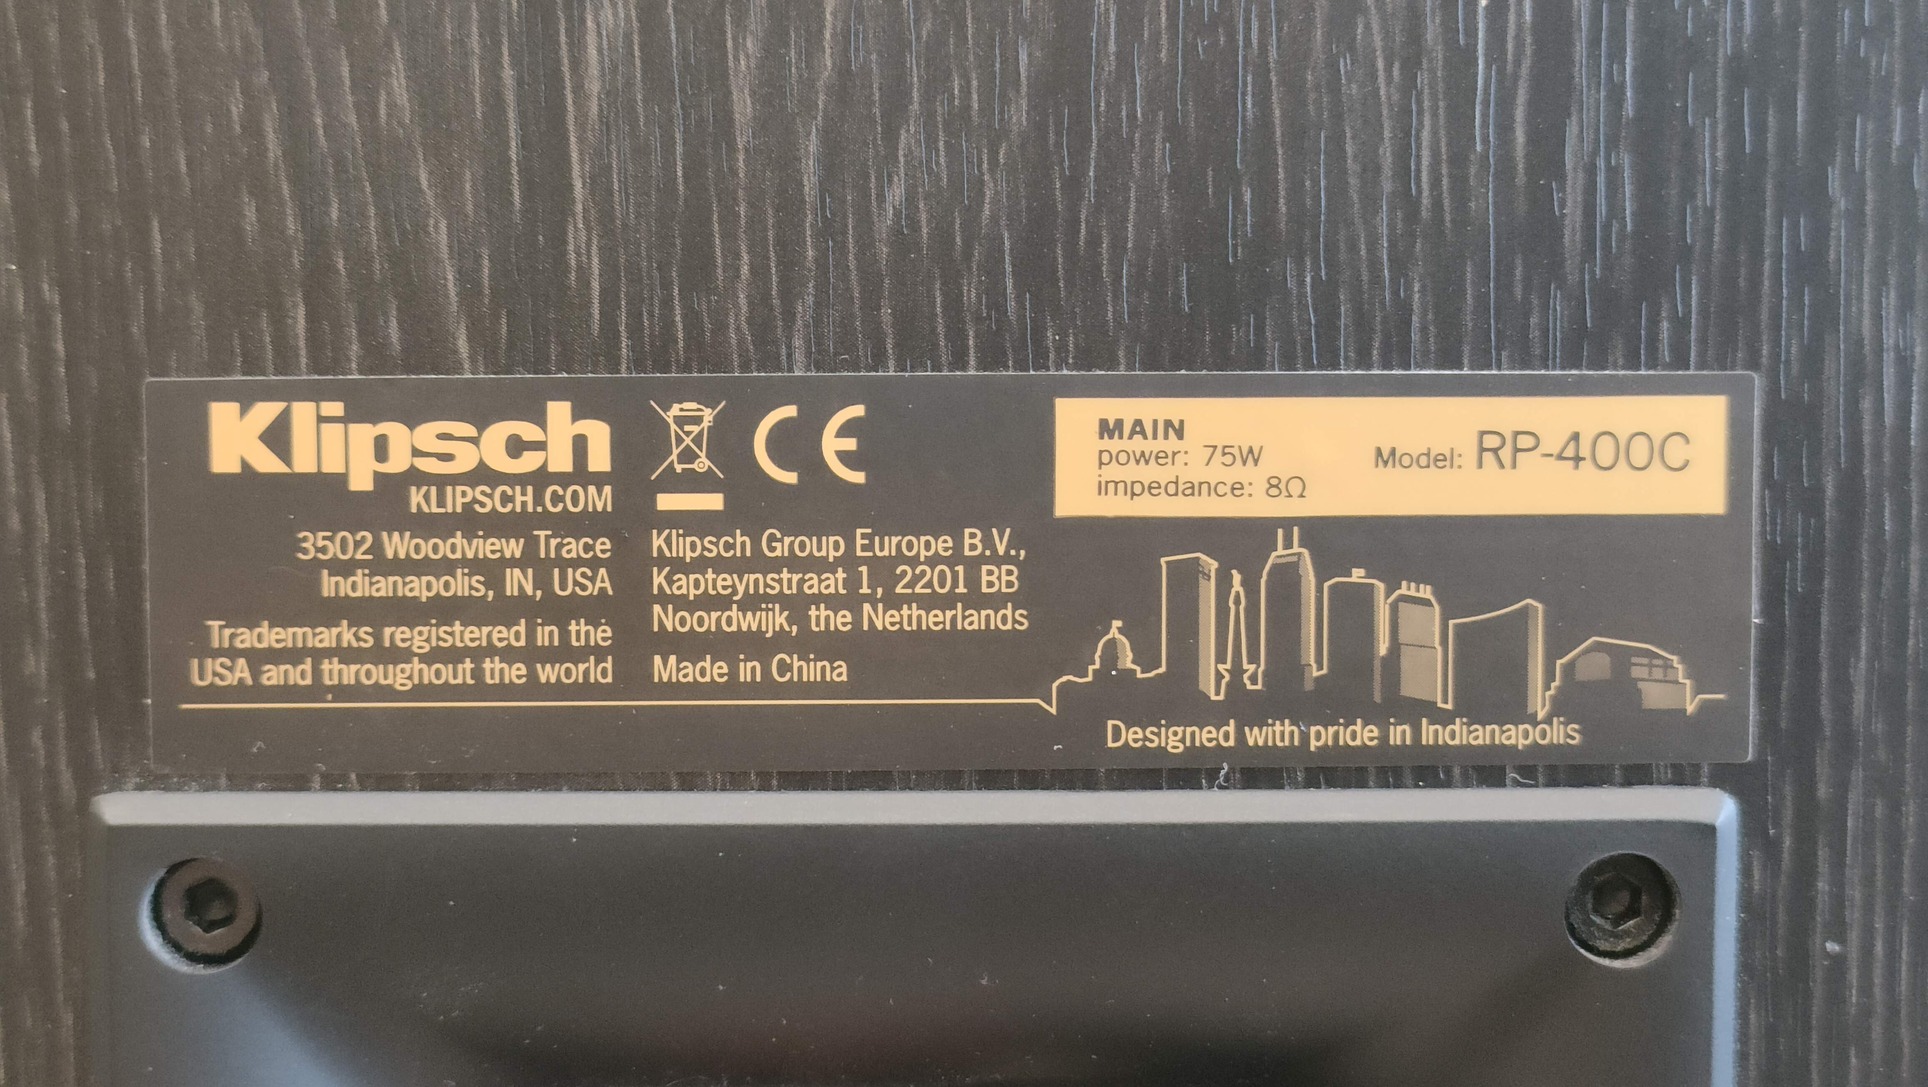 Klipsch
KLIPSCH.COM
3502 Woodview Trace
Indianapolis, IN, USA
Trademarks registered in the
USA and throughout the world
CE
Klipsch Group Europe B.V.,
Kapteynstraat 1, 2201 BB
Noordwijk, the Netherlands
Made in China
MAIN
power: 75W
impedance: 8Ω
Model: RP-400C
Designed with pride in Indianapolis